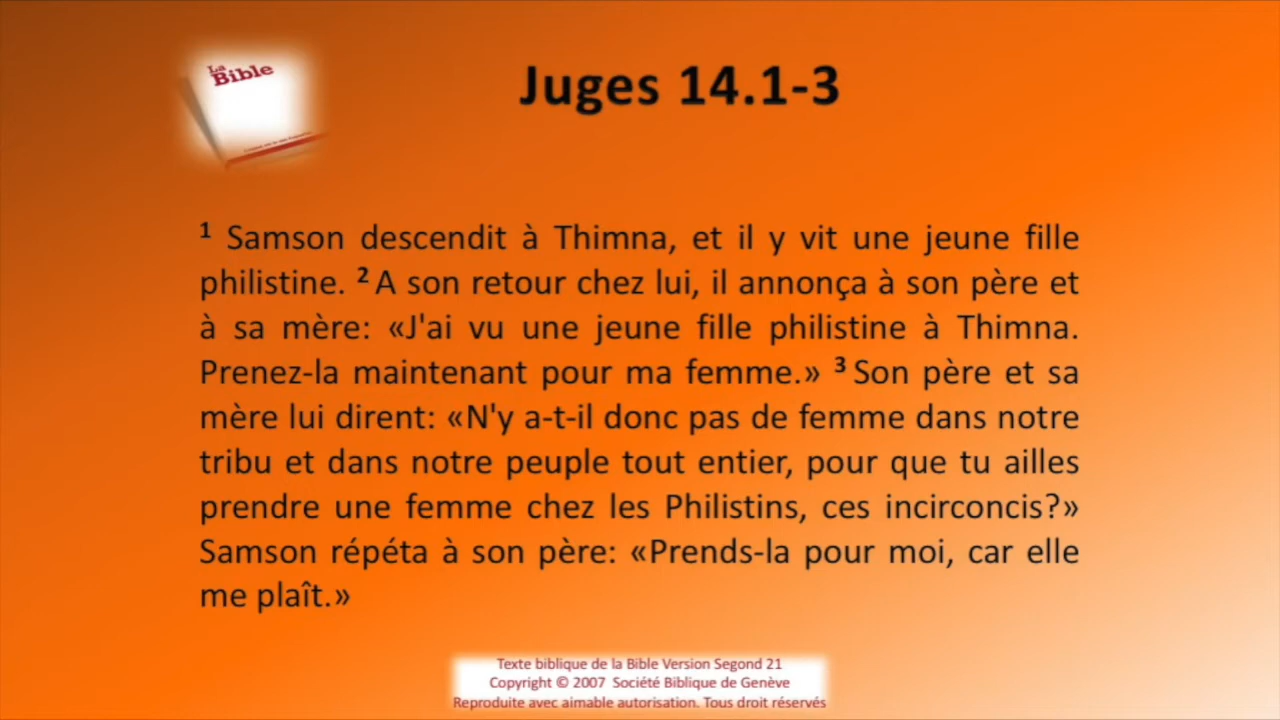 La
Bible
Juges 14.1-3
1 Samson descendit à Thimna, et il y vit une jeune fille
philistine. 2 A son retour chez lui, il annonça à son père et
à sa mère: «J'ai vu une jeune fille philistine à Thimna.
Prenez-la maintenant pour ma femme.» 3 Son père et sa
mère lui dirent: «N'y a-t-il donc pas de femme dans notre
tribu et dans notre peuple tout entier, pour que tu ailles
prendre une femme chez les Philistins, ces incirconcis?»
Samson répéta à son père: «Prends-la pour moi, car elle
me plaît.»
Texte biblique de la Bible Version Segond 21
Copyright © 2007 Société Biblique de Genève
Reproduite avec aimable autorisation. Tous droit réservés